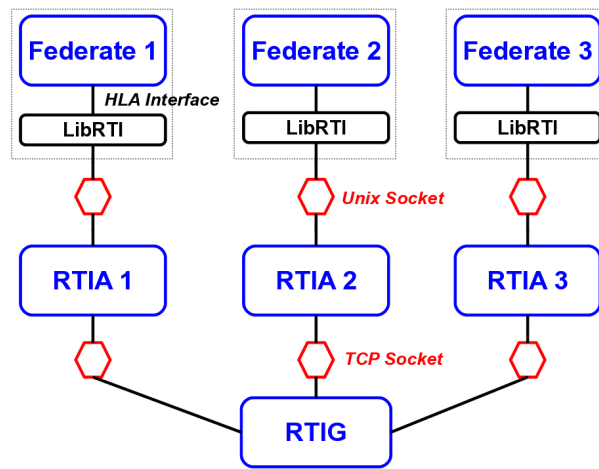 Federate 1 Federate 2 Federate 3
HLA Interface
LibRTI LibRTI LibRTI
Unix Socket
RTIA 1 RTIA 2 RTIA 3
TCP Socket
RTIG